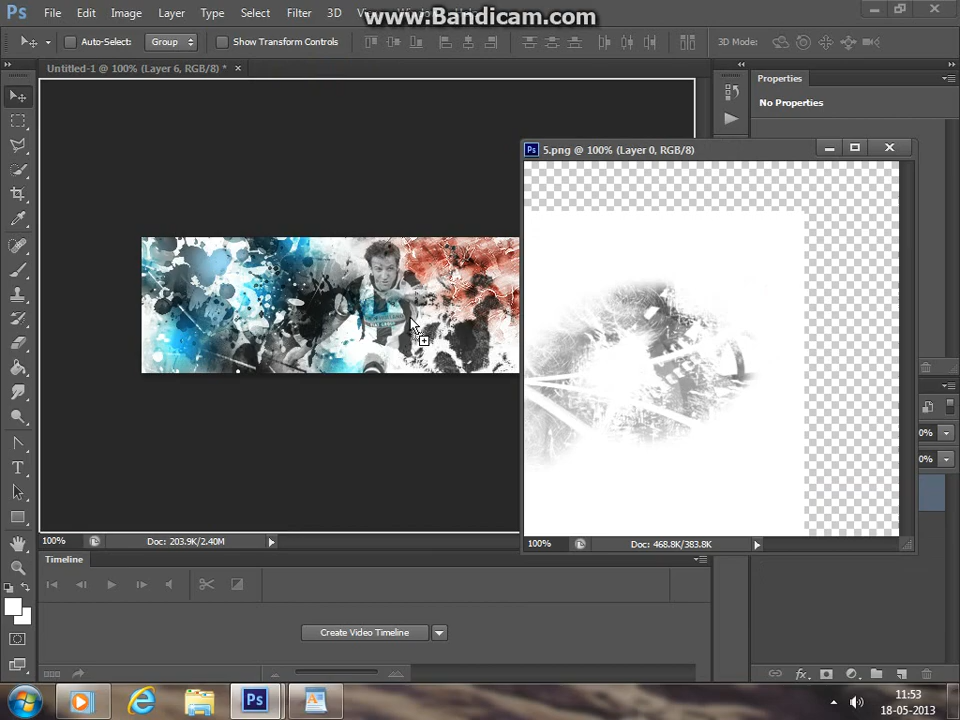 www.Bandicam.com
Ps File Edit Image Layer Type Select Filter 3D
Auto-Select: Group Show Transform Controls 3D Mode:
Untitled-1 @ 100% (Layer 6, RGB/8) * ×
Properties
No Properties
Ps 5.png @ 100% (Layer 0, RGB/8)
0%
0%
100% Doc: 203.9K/2.40M
100% Doc: 468.8K/383.8K
Timeline
Create Video Timeline
fx
Ps
11:53
18-05-2013